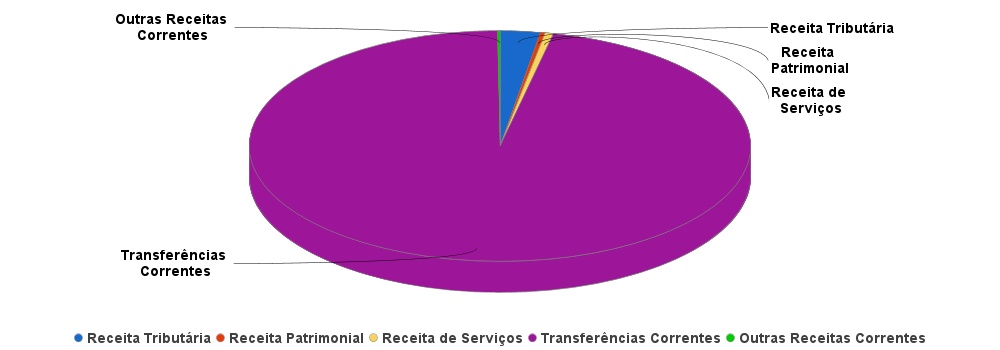 Outras Receitas
Correntes
Receita Tributária
Receita
Patrimonial
Receita de
Serviços
Transferências
Correntes
Receita Tributária Receita Patrimonial Receita de Serviços Transferências Correntes Outras Receitas Correntes